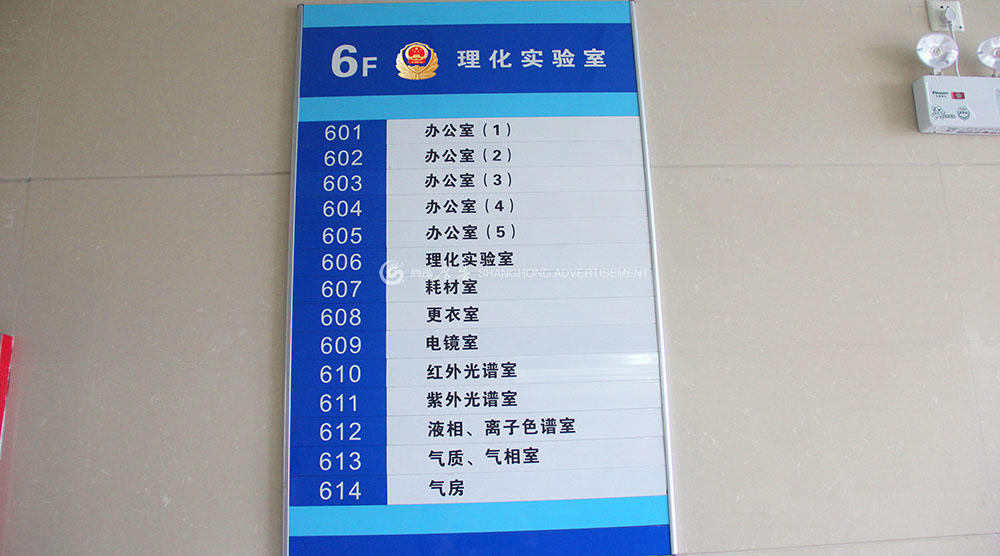 6F 理化实验室
601 办公室（1）
602 办公室（2）
603 办公室（3）
604 办公室（4）
605 办公室（5）
606 理化实验室
SHANGHONG ADVERTISEMENT
607 耗材室
608 更衣室
609 电镜室
610 红外光谱室
611 紫外光谱室
612 液相、离子色谱室
613 气质、气相室
614 气房